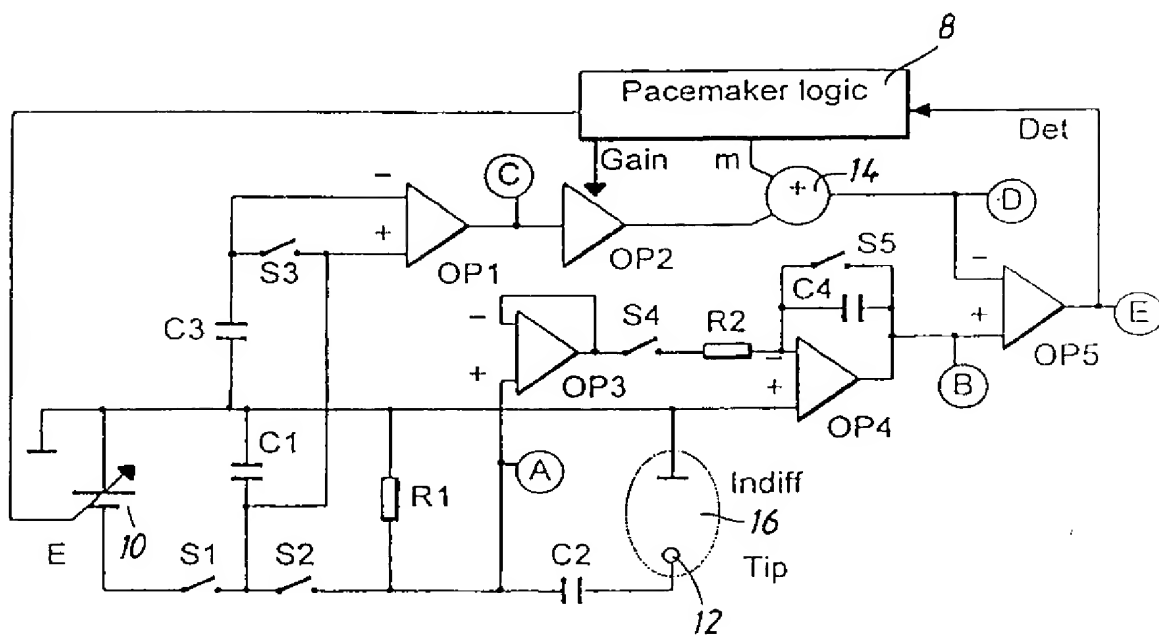 8
Pacemaker logic
Det
Gain
m
14
C
+
D
-
+
S3
OP1
OP2
S5
C4
-
+
E
OP5
C3
-
+
S4
R2
OP3
-
+
OP4
B
C1
R1
A
Indiff
16
E
10
S1
S2
C2
Tip
12